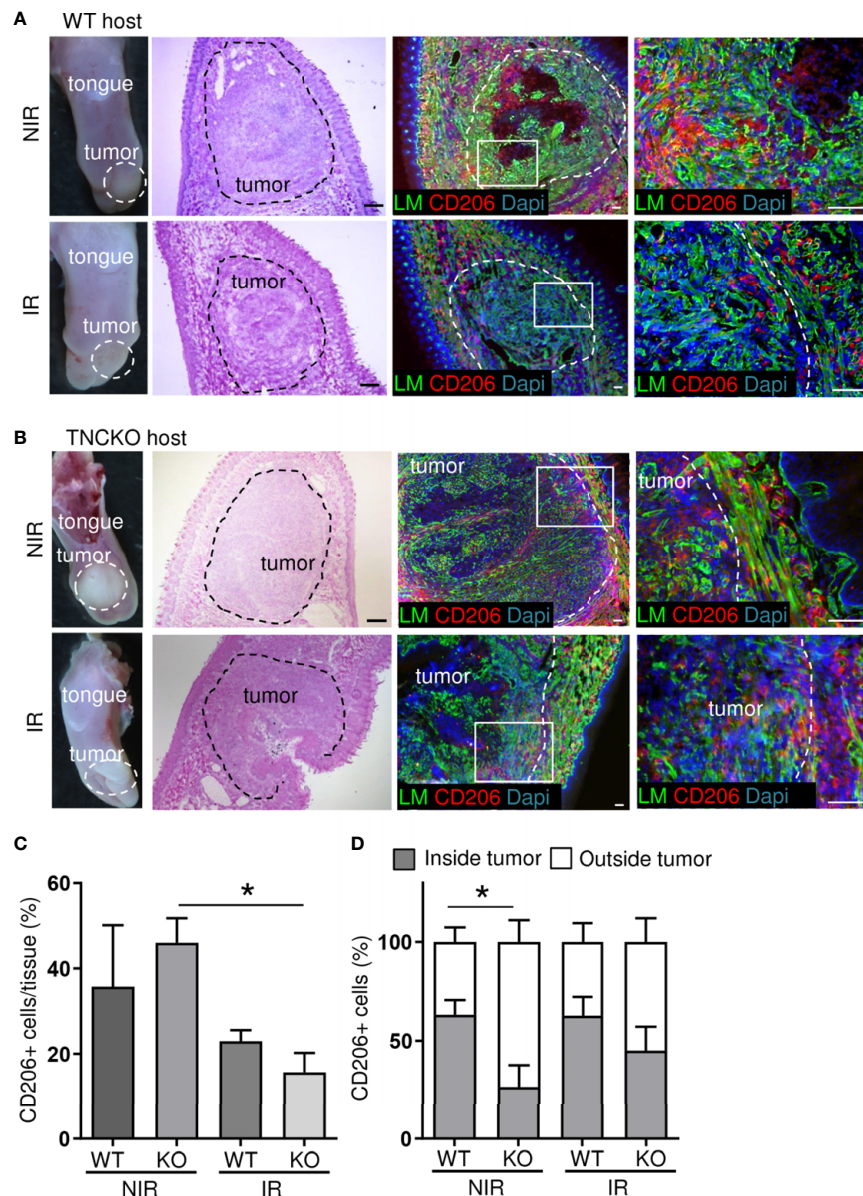 A
WT host
NIR
tongue
tumor
tumor
LM CD206 Dapi
LM CD206 Dapi
IR
tongue
tumor
tumor
LM CD206 Dapi
LM CD206 Dapi
B
TNCKO host
NIR
tongue
tumor
tumor
tumor
LM CD206 Dapi
tumor
LM CD206 Dapi
IR
tongue
tumor
tumor
tumor
LM CD206 Dapi
tumor
LM CD206 Dapi
C
CD206+ cells/tissue (%)
60
40
20
0
*
WT KO WT KO
NIR IR
D
Inside tumor Outside tumor
CD206+ cells (%)
100
50
0
*
WT KO WT KO
NIR IR